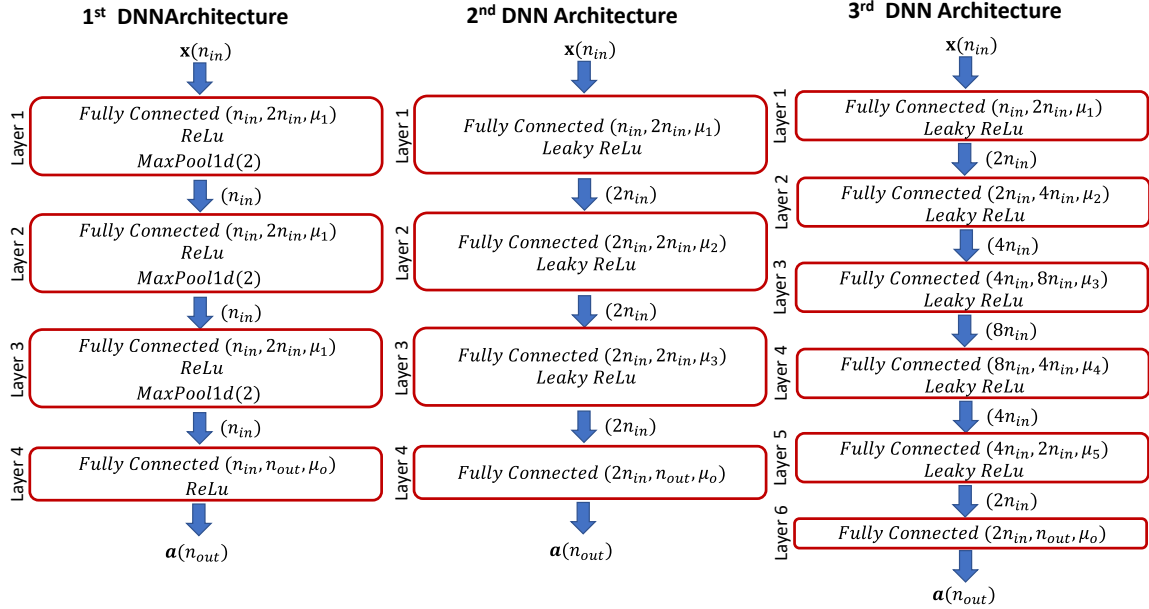 1st DNNArchitecture
x(n_in)
Layer 1
Fully Connected (n_in, 2n_in, μ_1)
ReLu
MaxPool1d(2)
(n_in)
Layer 2
Fully Connected (n_in, 2n_in, μ_1)
ReLu
MaxPool1d(2)
(n_in)
Layer 3
Fully Connected (n_in, 2n_in, μ_1)
ReLu
MaxPool1d(2)
(n_in)
Layer 4
Fully Connected (n_in, n_out, μ_o)
ReLu
a(n_out)
2nd DNN Architecture
x(n_in)
Layer 1
Fully Connected (n_in, 2n_in, μ_1)
Leaky ReLu
(2n_in)
Layer 2
Fully Connected (2n_in, 2n_in, μ_2)
Leaky ReLu
(2n_in)
Layer 3
Fully Connected (2n_in, 2n_in, μ_3)
Leaky ReLu
(2n_in)
Layer 4
Fully Connected (2n_in, n_out, μ_o)
a(n_out)
3rd DNN Architecture
x(n_in)
Layer 1
Fully Connected (n_in, 2n_in, μ_1)
Leaky ReLu
(2n_in)
Layer 2
Fully Connected (2n_in, 4n_in, μ_2)
Leaky ReLu
(4n_in)
Layer 3
Fully Connected (4n_in, 8n_in, μ_3)
Leaky ReLu
(8n_in)
Layer 4
Fully Connected (8n_in, 4n_in, μ_4)
Leaky ReLu
(4n_in)
Layer 5
Fully Connected (4n_in, 2n_in, μ_5)
Leaky ReLu
(2n_in)
Layer 6
Fully Connected (2n_in, n_out, μ_o)
a(n_out)